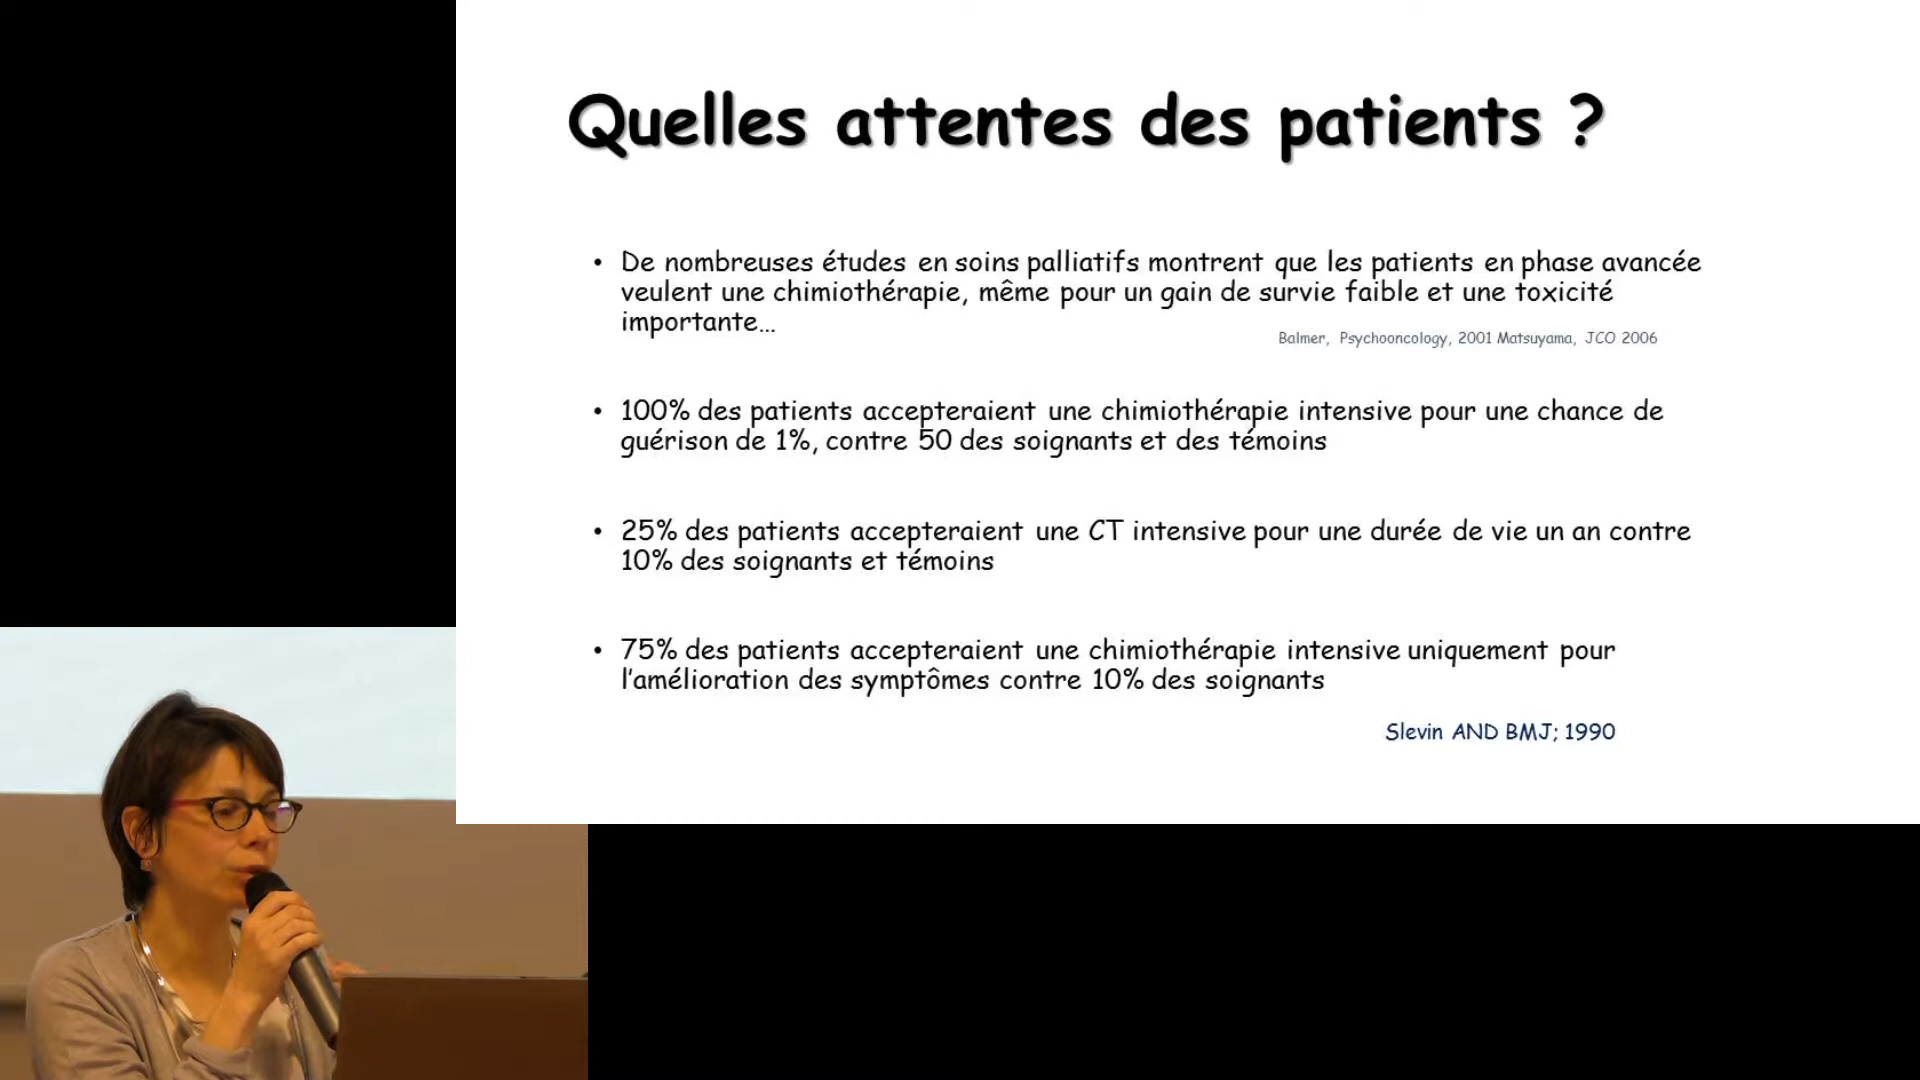 Quelles attentes des patients ?
• De nombreuses études en soins palliatifs montrent que les patients en phase avancée
veulent une chimiothérapie, même pour un gain de survie faible et une toxicité
importante...
Balmer, Psychooncology, 2001 Matsuyama, JCO 2006
• 100% des patients accepteraient une chimiothérapie intensive pour une chance de
guérison de 1%, contre 50 des soignants et des témoins
• 25% des patients accepteraient une CT intensive pour une durée de vie un an contre
10% des soignants et témoins
• 75% des patients accepteraient une chimiothérapie intensive uniquement pour
l'amélioration des symptômes contre 10% des soignants
Slevin AND BMJ; 1990